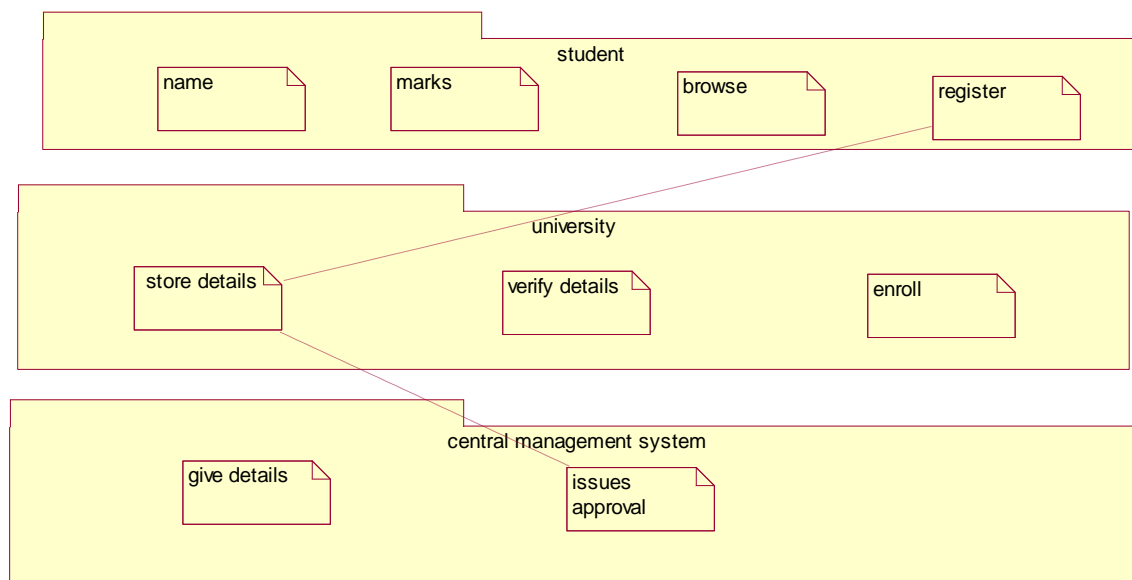 student
name
marks
browse
register
university
store details
verify details
enroll
central management system
give details
issues
approval